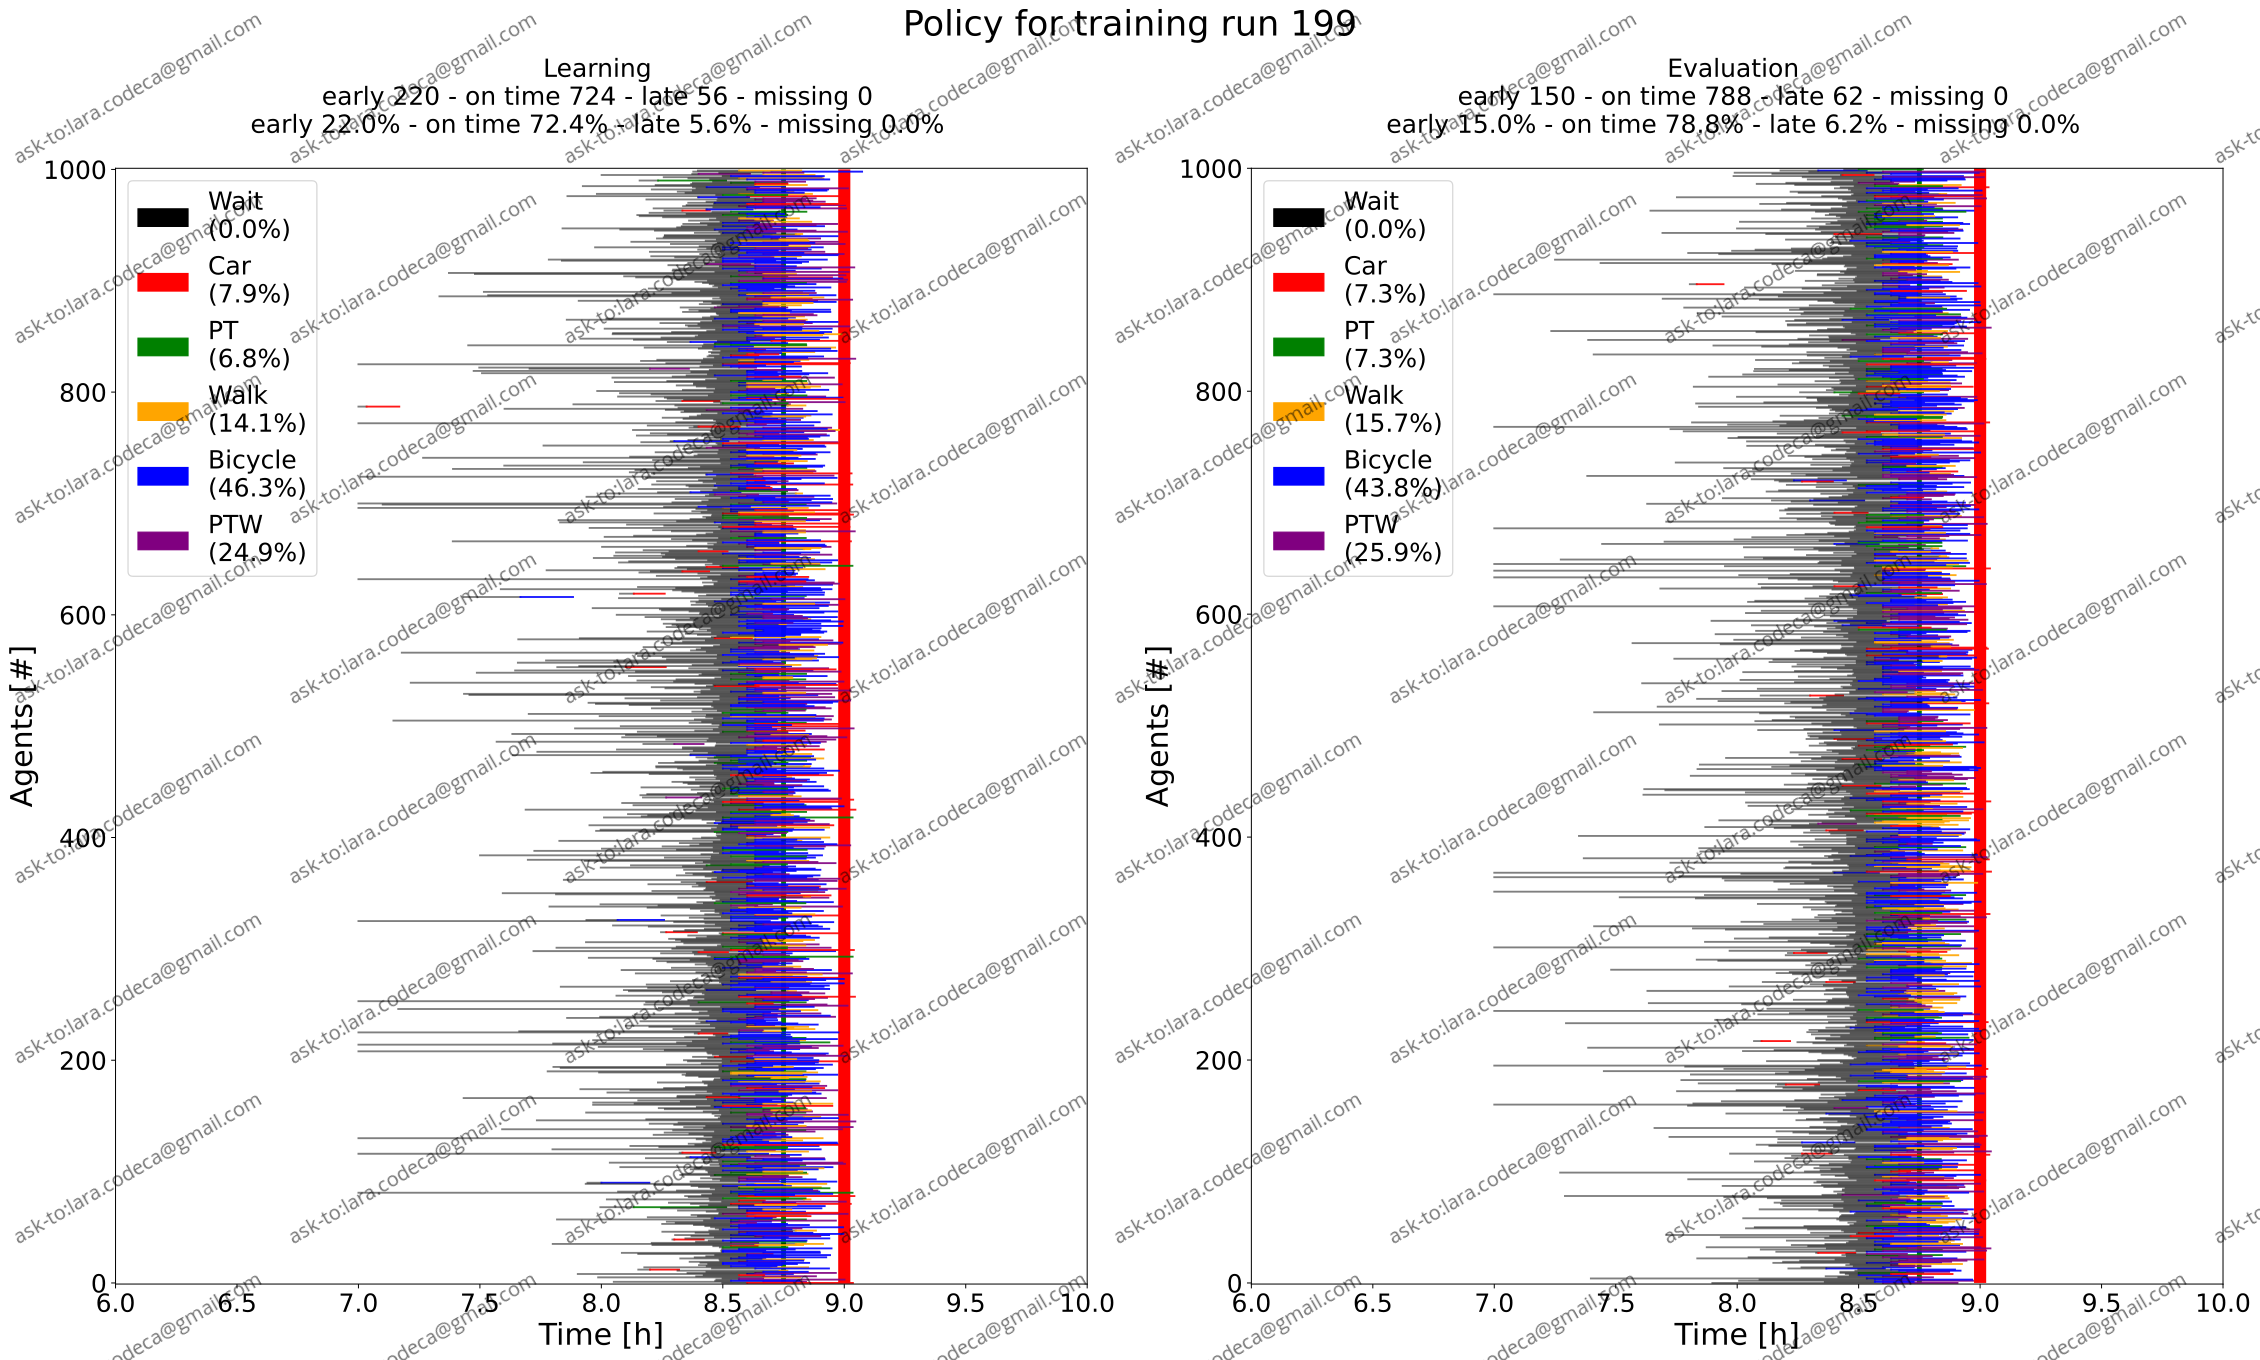 Policy for training run 199
Learning
early 220 - on time 724 - late 56 - missing 0
early 22.0% - on time 72.4% - late 5.6% - missing 0.0%
1000
800
600
400
200
0
Agents [#]
Wait
(0.0%)
Car
(7.9%)
PT
(6.8%)
Walk
(14.1%)
Bicycle
(46.3%)
PTW
(24.9%)
6.0 6.5 7.0 7.5 8.0 8.5 9.0 9.5 10.0
Time [h]
Evaluation
early 150 - on time 788 - late 62 - missing 0
early 15.0% - on time 78.8% - late 6.2% - missing 0.0%
1000
800
600
400
200
0
Agents [#]
Wait
(0.0%)
Car
(7.3%)
PT
(7.3%)
Walk
(15.7%)
Bicycle
(43.8%)
PTW
(25.9%)
6.0 6.5 7.0 7.5 8.0 8.5 9.0 9.5 10.0
Time [h]
ask-to:lara.codeca@gmail.com